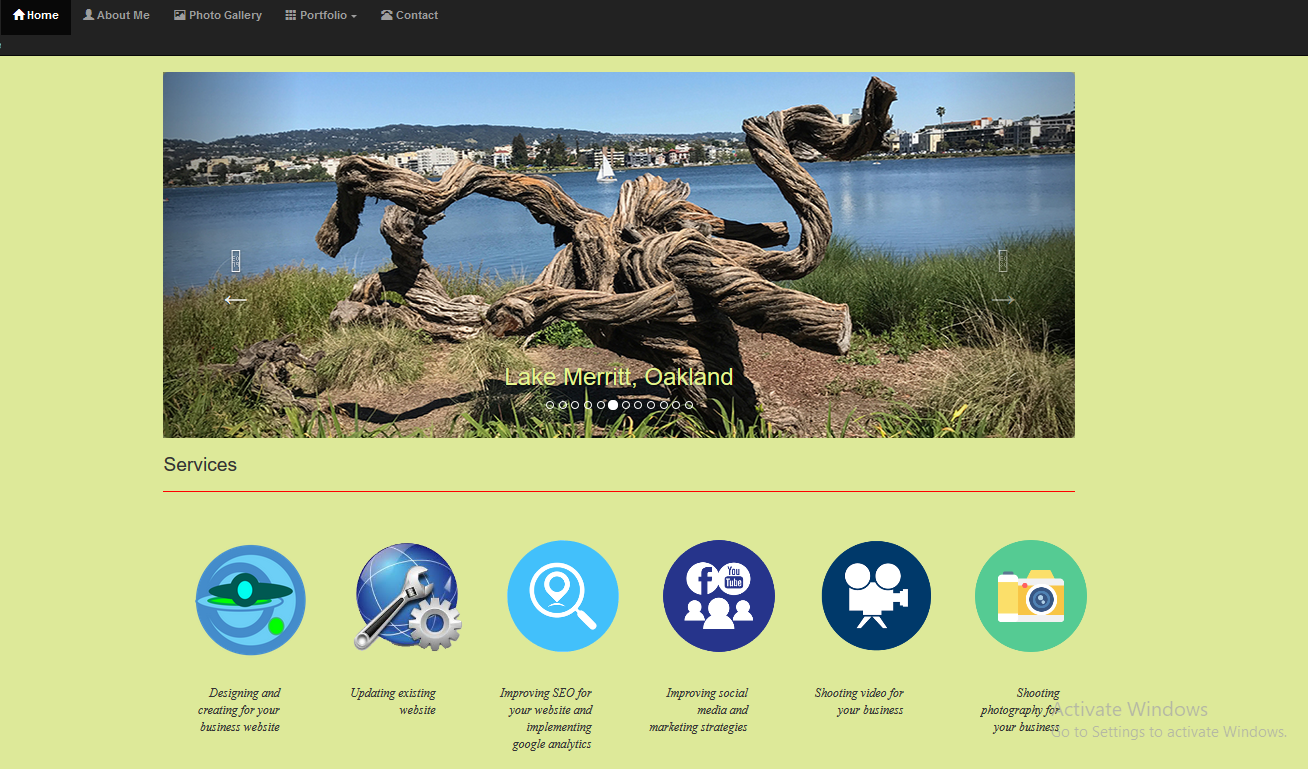 Home About Me Photo Gallery Portfolio Contact
Lake Merritt, Oakland
Services
You
Tube
Designing and
creating for your
business website
Updating existing
website
Improving SEO for
your website and
implementing
google analytics
Improving social
media and
marketing strategies
Shooting video for
your business
Shooting
photography for
your business
Activate Windows
Go to Settings to activate Windows.